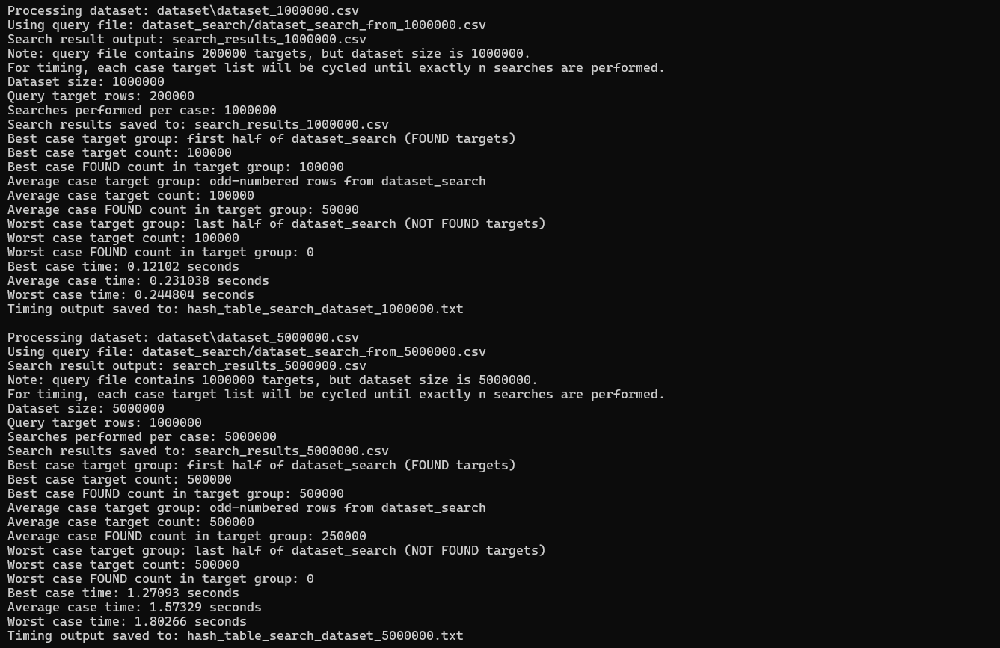 Processing dataset: dataset\dataset_1000000.csv
Using query file: dataset_search/dataset_search_from_1000000.csv
Search result output: search_results_1000000.csv
Note: query file contains 200000 targets, but dataset size is 1000000.
For timing, each case target list will be cycled until exactly n searches are performed.
Dataset size: 1000000
Query target rows: 200000
Searches performed per case: 1000000
Search results saved to: search_results_1000000.csv
Best case target group: first half of dataset_search (FOUND targets)
Best case target count: 100000
Best case FOUND count in target group: 100000
Average case target group: odd-numbered rows from dataset_search
Average case target count: 100000
Average case FOUND count in target group: 50000
Worst case target group: last half of dataset_search (NOT FOUND targets)
Worst case target count: 100000
Worst case FOUND count in target group: 0
Best case time: 0.12102 seconds
Average case time: 0.231038 seconds
Worst case time: 0.244804 seconds
Timing output saved to: hash_table_search_dataset_1000000.txt

Processing dataset: dataset\dataset_5000000.csv
Using query file: dataset_search/dataset_search_from_5000000.csv
Search result output: search_results_5000000.csv
Note: query file contains 1000000 targets, but dataset size is 5000000.
For timing, each case target list will be cycled until exactly n searches are performed.
Dataset size: 5000000
Query target rows: 1000000
Searches performed per case: 5000000
Search results saved to: search_results_5000000.csv
Best case target group: first half of dataset_search (FOUND targets)
Best case target count: 500000
Best case FOUND count in target group: 500000
Average case target group: odd-numbered rows from dataset_search
Average case target count: 500000
Average case FOUND count in target group: 250000
Worst case target group: last half of dataset_search (NOT FOUND targets)
Worst case target count: 500000
Worst case FOUND count in target group: 0
Best case time: 1.27093 seconds
Average case time: 1.57329 seconds
Worst case time: 1.80266 seconds
Timing output saved to: hash_table_search_dataset_5000000.txt